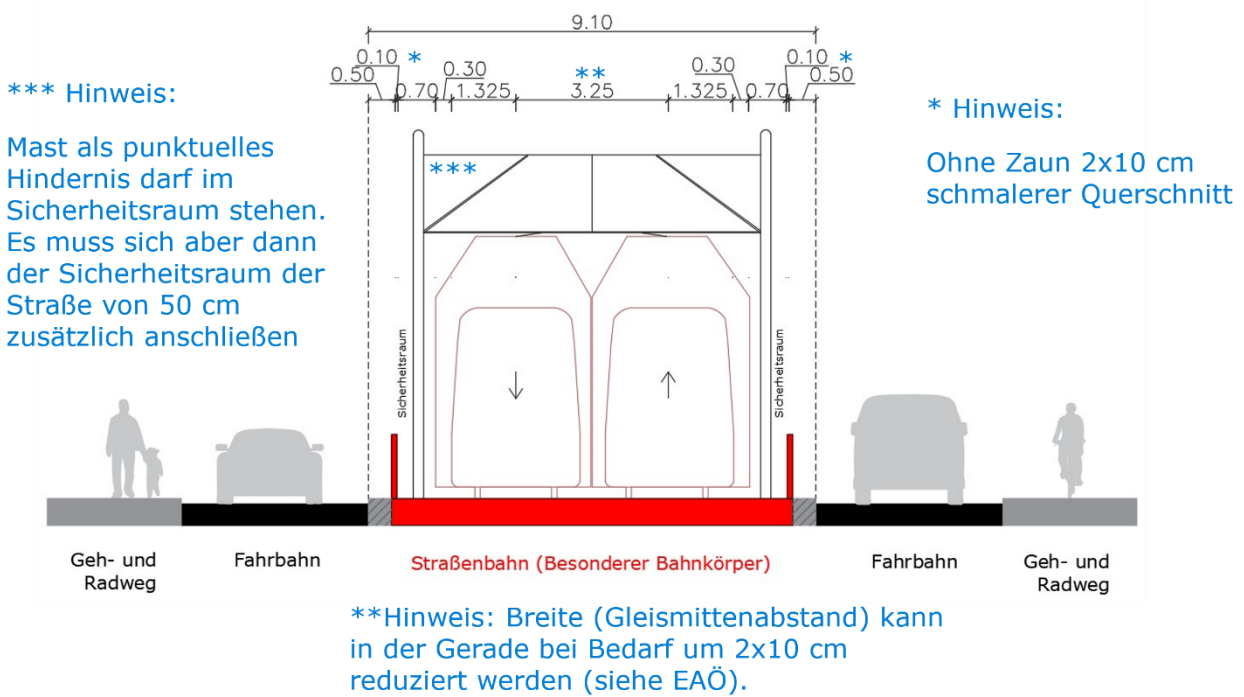 9.10
0.10 * 0.30 ** 0.30 0.10 *
0.50 0.70 1.325 3.25 1.325 0.70 0.50
*** Hinweis:
Mast als punktuelles
Hindernis darf im
Sicherheitsraum stehen.
Es muss sich aber dann
der Sicherheitsraum der
Straße von 50 cm
zusätzlich anschließen
* Hinweis:
Ohne Zaun 2x10 cm
schmalerer Querschnitt
***
Sicherheitsraum
Sicherheitsraum
Geh- und
Radweg
Fahrbahn
Straßenbahn (Besonderer Bahnkörper)
Fahrbahn
Geh- und
Radweg
**Hinweis: Breite (Gleismittenabstand) kann
in der Gerade bei Bedarf um 2x10 cm
reduziert werden (siehe EAÖ).